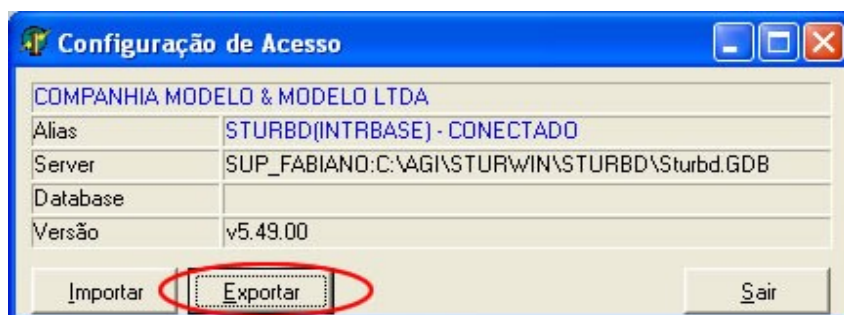 Configuração de Acesso
COMPANHIA MODELO & MODELO LTDA
Alias STURBD(INTRBASE) - CONECTADO
Server SUP_FABIANO:C:\AGI\STURWIN\STURBD\Sturbd.GDB
Database
Versão v5.49.00
Importar Exportar Sair